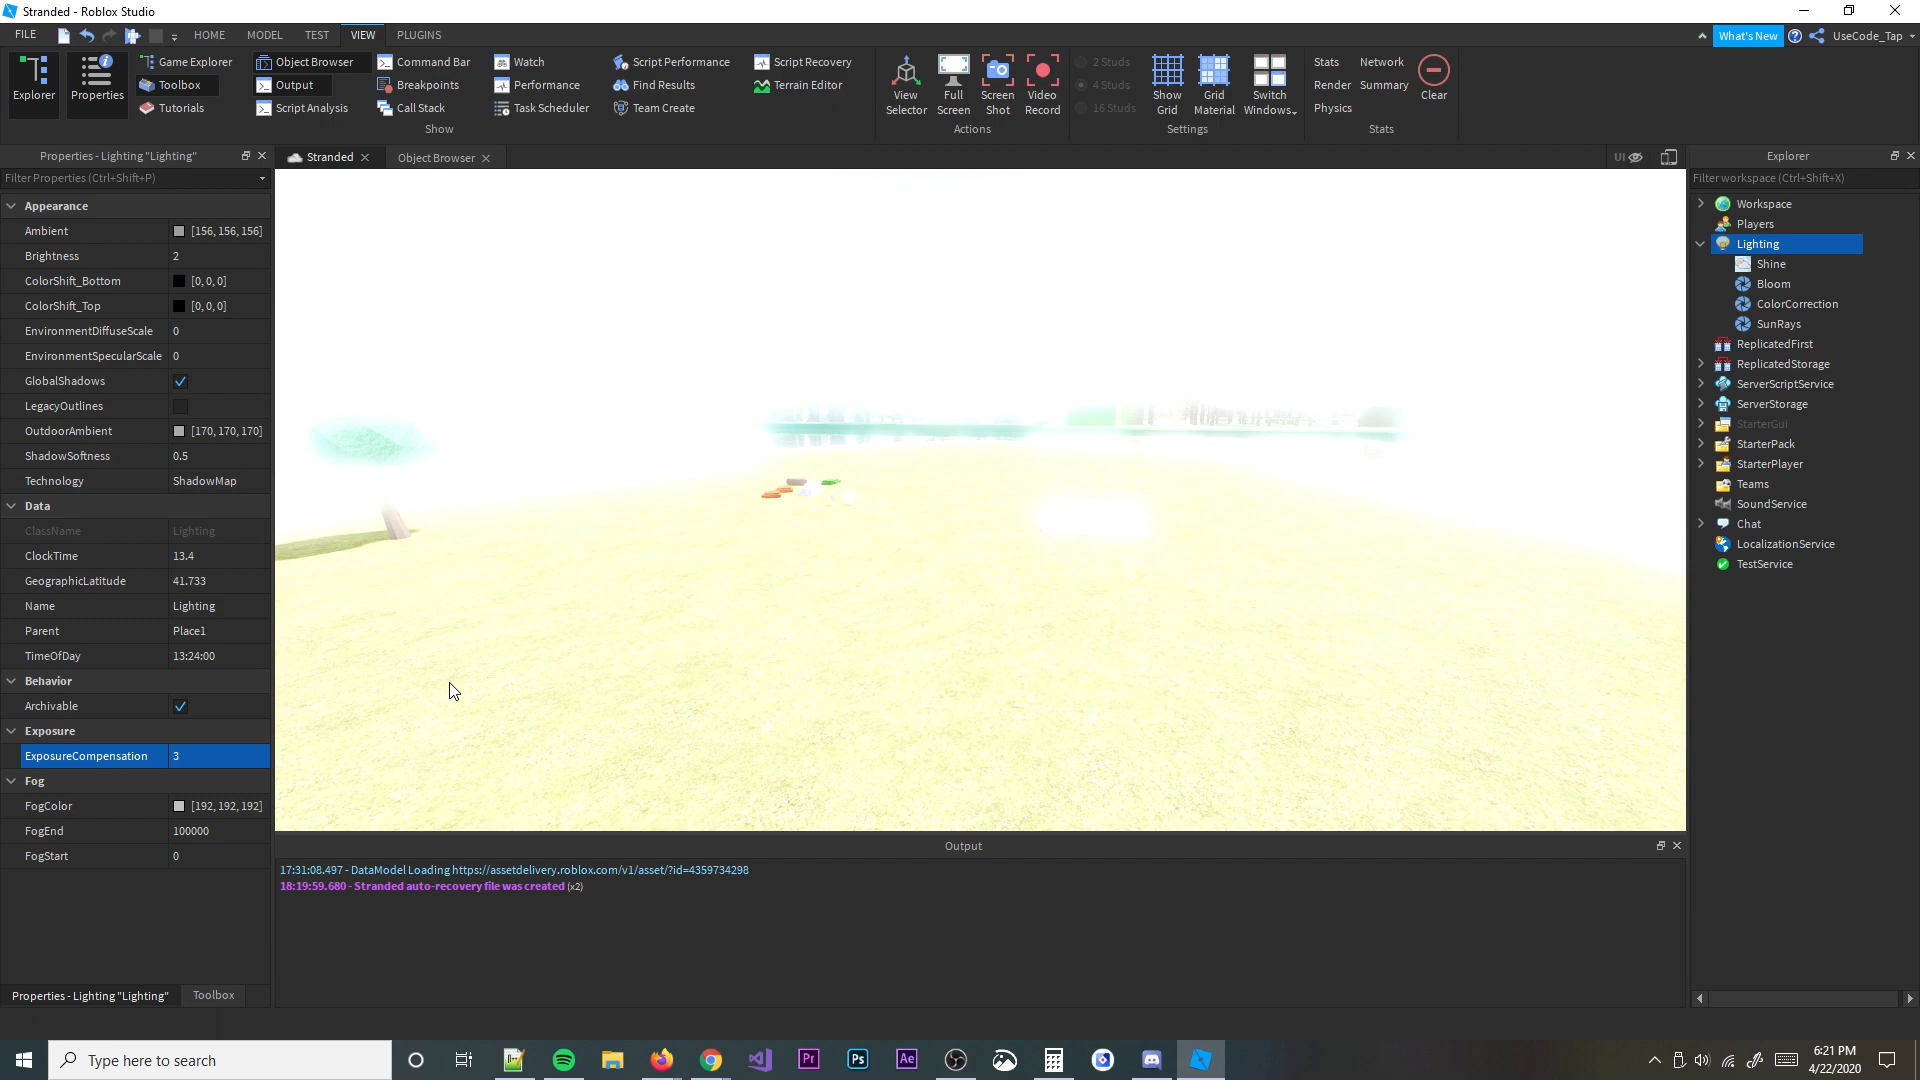 Stranded - Roblox Studio
FILE HOME MODEL TEST VIEW PLUGINS What's New UseCode_Tap
Explorer
Properties
Game Explorer
Toolbox
Tutorials
Object Browser
Output
Script Analysis
Command Bar
Breakpoints
Call Stack
Watch
Performance
Task Scheduler
Script Performance
Find Results
Team Create
Script Recovery
Terrain Editor
Show
View
Selector
Full
Screen
Screen
Shot
Video
Record
Actions
2 Studs
4 Studs
16 Studs
Show
Grid
Grid
Material
Switch
Windows
Settings
Stats
Render
Physics
Network
Summary
Clear
Stats
Properties - Lighting "Lighting"
Filter Properties (Ctrl+Shift+P)
Appearance
Ambient [156, 156, 156]
Brightness 2
ColorShift_Bottom [0, 0, 0]
ColorShift_Top [0, 0, 0]
EnvironmentDiffuseScale 0
EnvironmentSpecularScale 0
GlobalShadows
LegacyOutlines
OutdoorAmbient [170, 170, 170]
ShadowSoftness 0.5
Technology ShadowMap
Data
ClassName Lighting
ClockTime 13.4
GeographicLatitude 41.733
Name Lighting
Parent Place1
TimeOfDay 13:24:00
Behavior
Archivable
Exposure
ExposureCompensation 3
Fog
FogColor [192, 192, 192]
FogEnd 100000
FogStart 0
Properties - Lighting "Lighting" Toolbox
Stranded Object Browser
UI
Output
17:31:08.497 - DataModel Loading https://assetdelivery.roblox.com/v1/asset/?id=4359734298
18:19:59.680 - Stranded auto-recovery file was created (x2)
Explorer
Filter workspace (Ctrl+Shift+X)
Workspace
Players
Lighting
Shine
Bloom
ColorCorrection
SunRays
ReplicatedFirst
ReplicatedStorage
ServerScriptService
ServerStorage
StarterGui
StarterPack
StarterPlayer
Teams
SoundService
Chat
LocalizationService
TestService
Type here to search
Pr Ps Ae
6:21 PM
4/22/2020